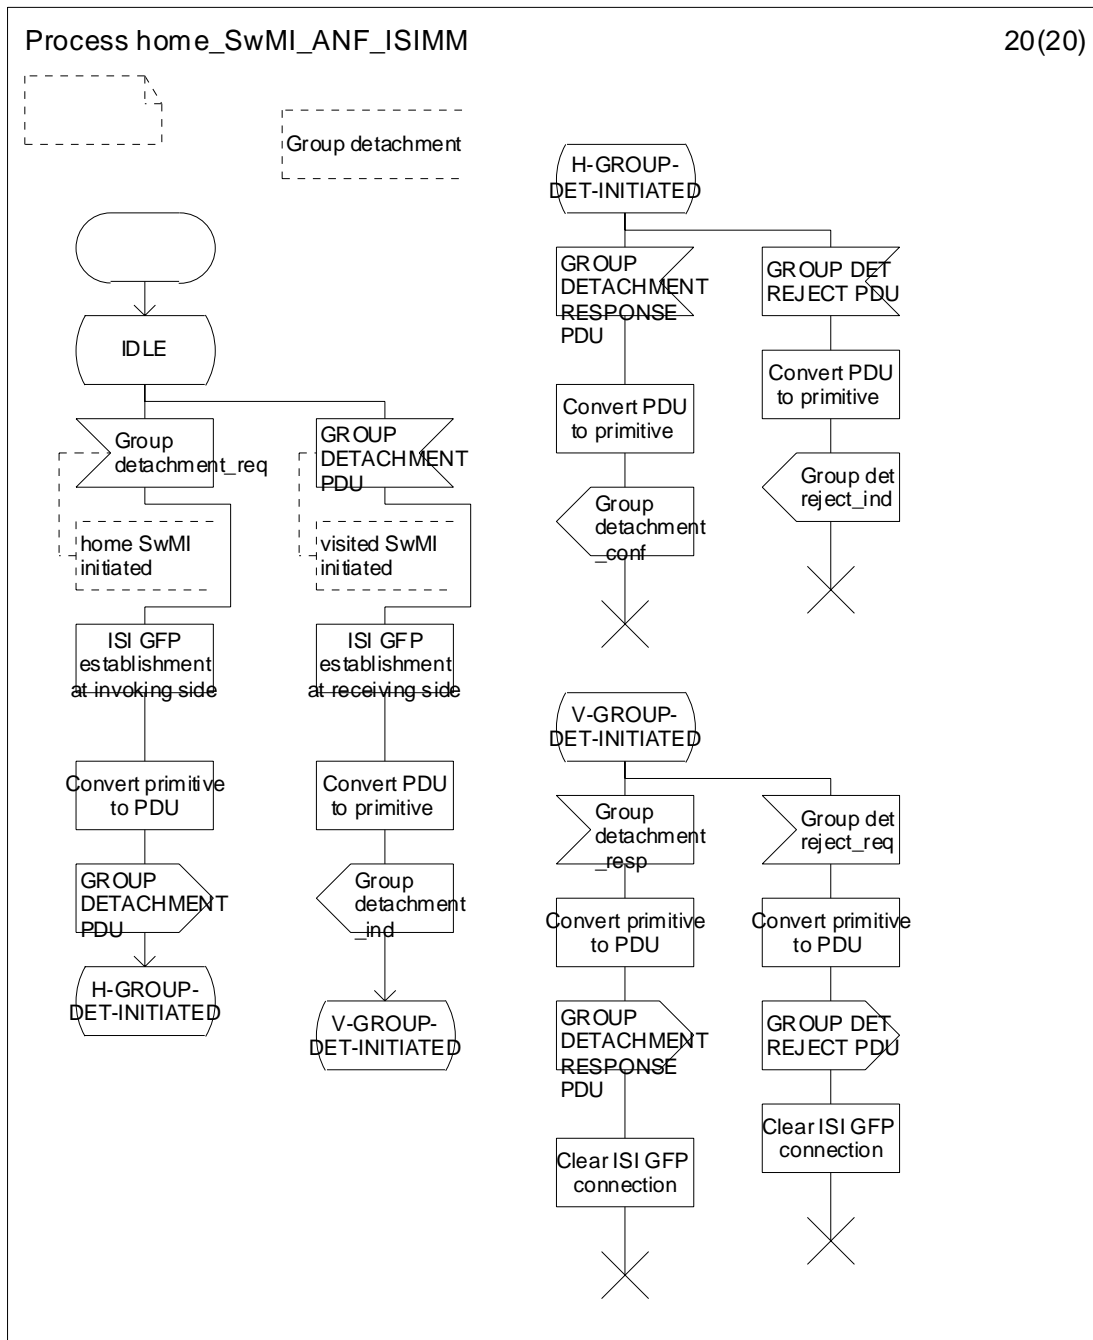 Process home_SwMI_ANF_ISIMM
20(20)
Group detachment
IDLE
Group
detachment_req
home SwMI
initiated
ISI GFP
establishment
at invoking side
Convert primitive
to PDU
GROUP
DETACHMENT
PDU
H-GROUP-
DET-INITIATED
GROUP
DETACHMENT
PDU
visited SwMI
initiated
ISI GFP
establishment
at receiving side
Convert PDU
to primitive
Group
detachment
_ind
V-GROUP-
DET-INITIATED
H-GROUP-
DET-INITIATED
GROUP
DETACHMENT
RESPONSE
PDU
Convert PDU
to primitive
Group
detachment
_conf
GROUP DET
REJECT PDU
Convert PDU
to primitive
Group det
reject_ind
V-GROUP-
DET-INITIATED
Group
detachment
_resp
Convert primitive
to PDU
GROUP
DETACHMENT
RESPONSE
PDU
Clear ISI GFP
connection
Group det
reject_req
Convert primitive
to PDU
GROUP DET
REJECT PDU
Clear ISI GFP
connection